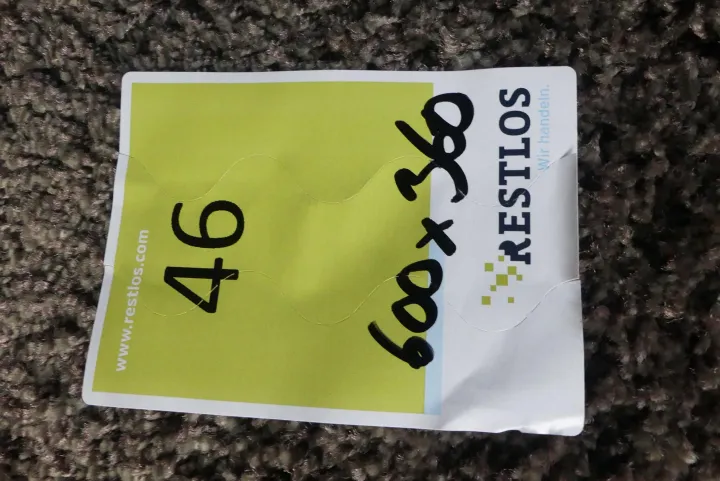 www.restlos.com
46
600 x 360
RESTLOS
Wir handeln.